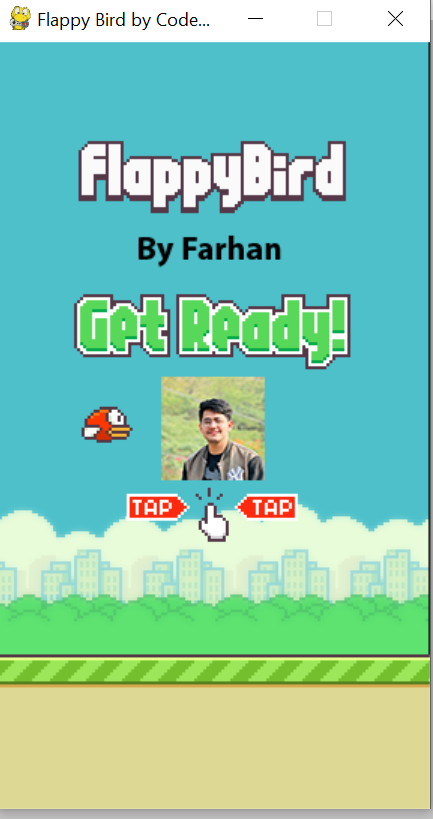 Flappy Bird by Code...
FlappyBird
By Farhan
Get Ready!
TAP TAP